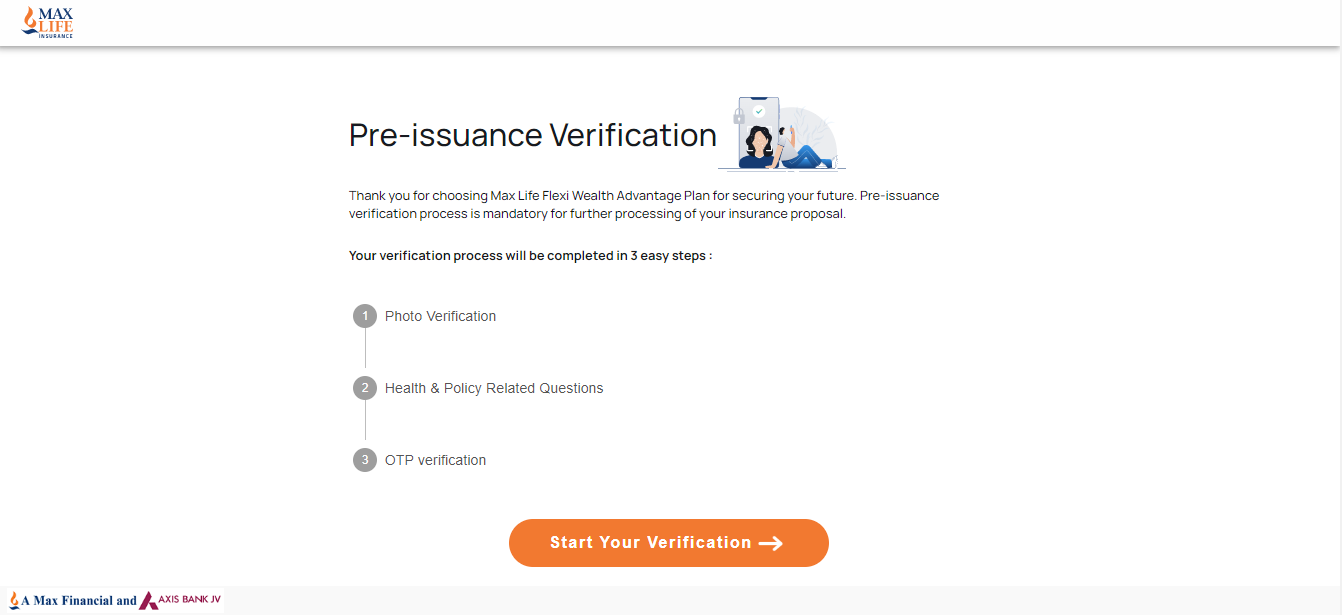 MAX
LIFE
INSURANCE
Pre-issuance Verification
Thank you for choosing Max Life Flexi Wealth Advantage Plan for securing your future. Pre-issuance
verification process is mandatory for further processing of your insurance proposal.
Your verification process will be completed in 3 easy steps :
1 Photo Verification
2 Health & Policy Related Questions
3 OTP verification
Start Your Verification
A Max Financial and AXIS BANK JV